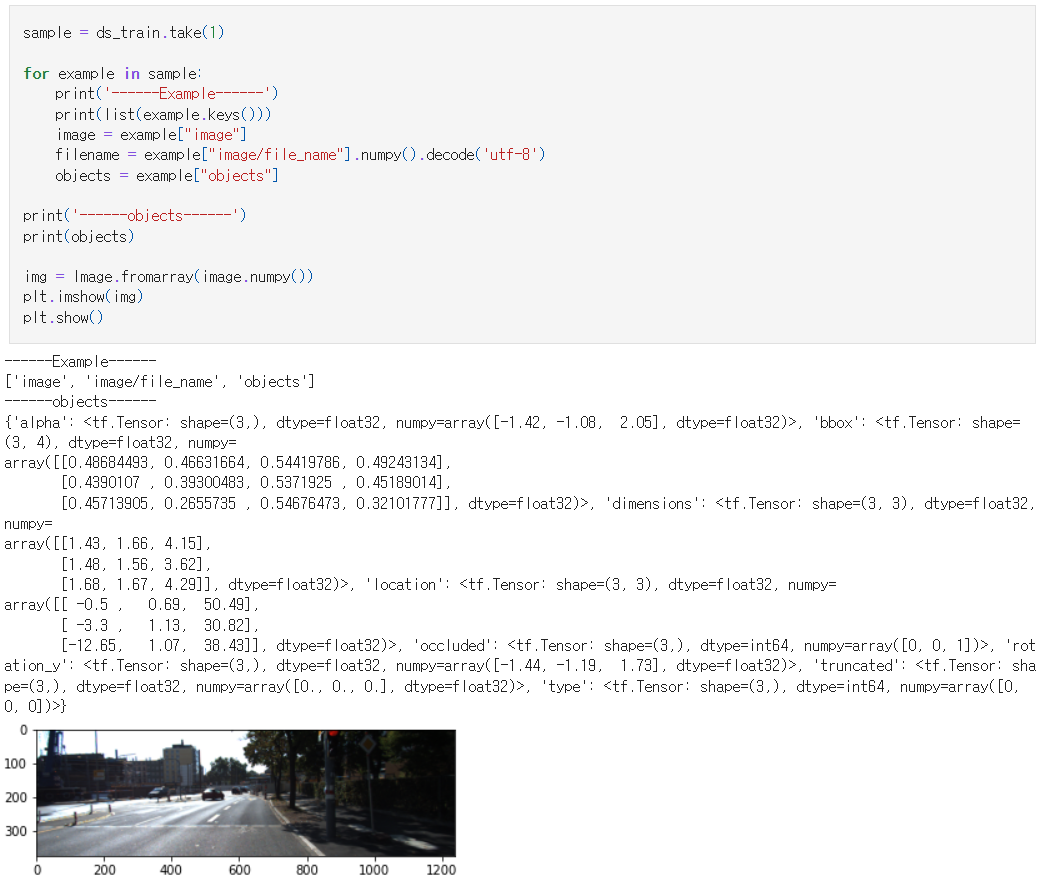 sample = ds_train.take(1)
for example in sample:
    print('------Example------')
    print(list(example.keys()))
    image = example["image"]
    filename = example["image/file_name"].numpy().decode('utf-8')
    objects = example["objects"]
print('------objects------')
print(objects)
img = Image.fromarray(image.numpy())
plt.imshow(img)
plt.show()
------Example------
['image', 'image/file_name', 'objects']
------objects------
{'alpha': <tf.Tensor: shape=(3,), dtype=float32, numpy=array([-1.42, -1.08,  2.05], dtype=float32)>, 'bbox': <tf.Tensor: shape=
(3, 4), dtype=float32, numpy=
array([[0.48684493, 0.46631664, 0.54419786, 0.49243134],
       [0.4390107 , 0.39300483, 0.5371925 , 0.45189014],
       [0.45713905, 0.2655735 , 0.54676473, 0.32101777]], dtype=float32)>, 'dimensions': <tf.Tensor: shape=(3, 3), dtype=float32,
numpy=
array([[1.43, 1.66, 4.15],
       [1.48, 1.56, 3.62],
       [1.68, 1.67, 4.29]], dtype=float32)>, 'location': <tf.Tensor: shape=(3, 3), dtype=float32, numpy=
array([[ -0.5 ,   0.69,  50.49],
       [ -3.3 ,   1.13,  30.82],
       [-12.65,   1.07,  38.43]], dtype=float32)>, 'occluded': <tf.Tensor: shape=(3,), dtype=int64, numpy=array([0, 0, 1])>, 'rot
ation_y': <tf.Tensor: shape=(3,), dtype=float32, numpy=array([-1.44, -1.19,  1.73], dtype=float32)>, 'truncated': <tf.Tensor: sha
pe=(3,), dtype=float32, numpy=array([0., 0., 0.], dtype=float32)>, 'type': <tf.Tensor: shape=(3,), dtype=int64, numpy=array([0,
0, 0])>}
0
100
200
300
0 200 400 600 800 1000 1200